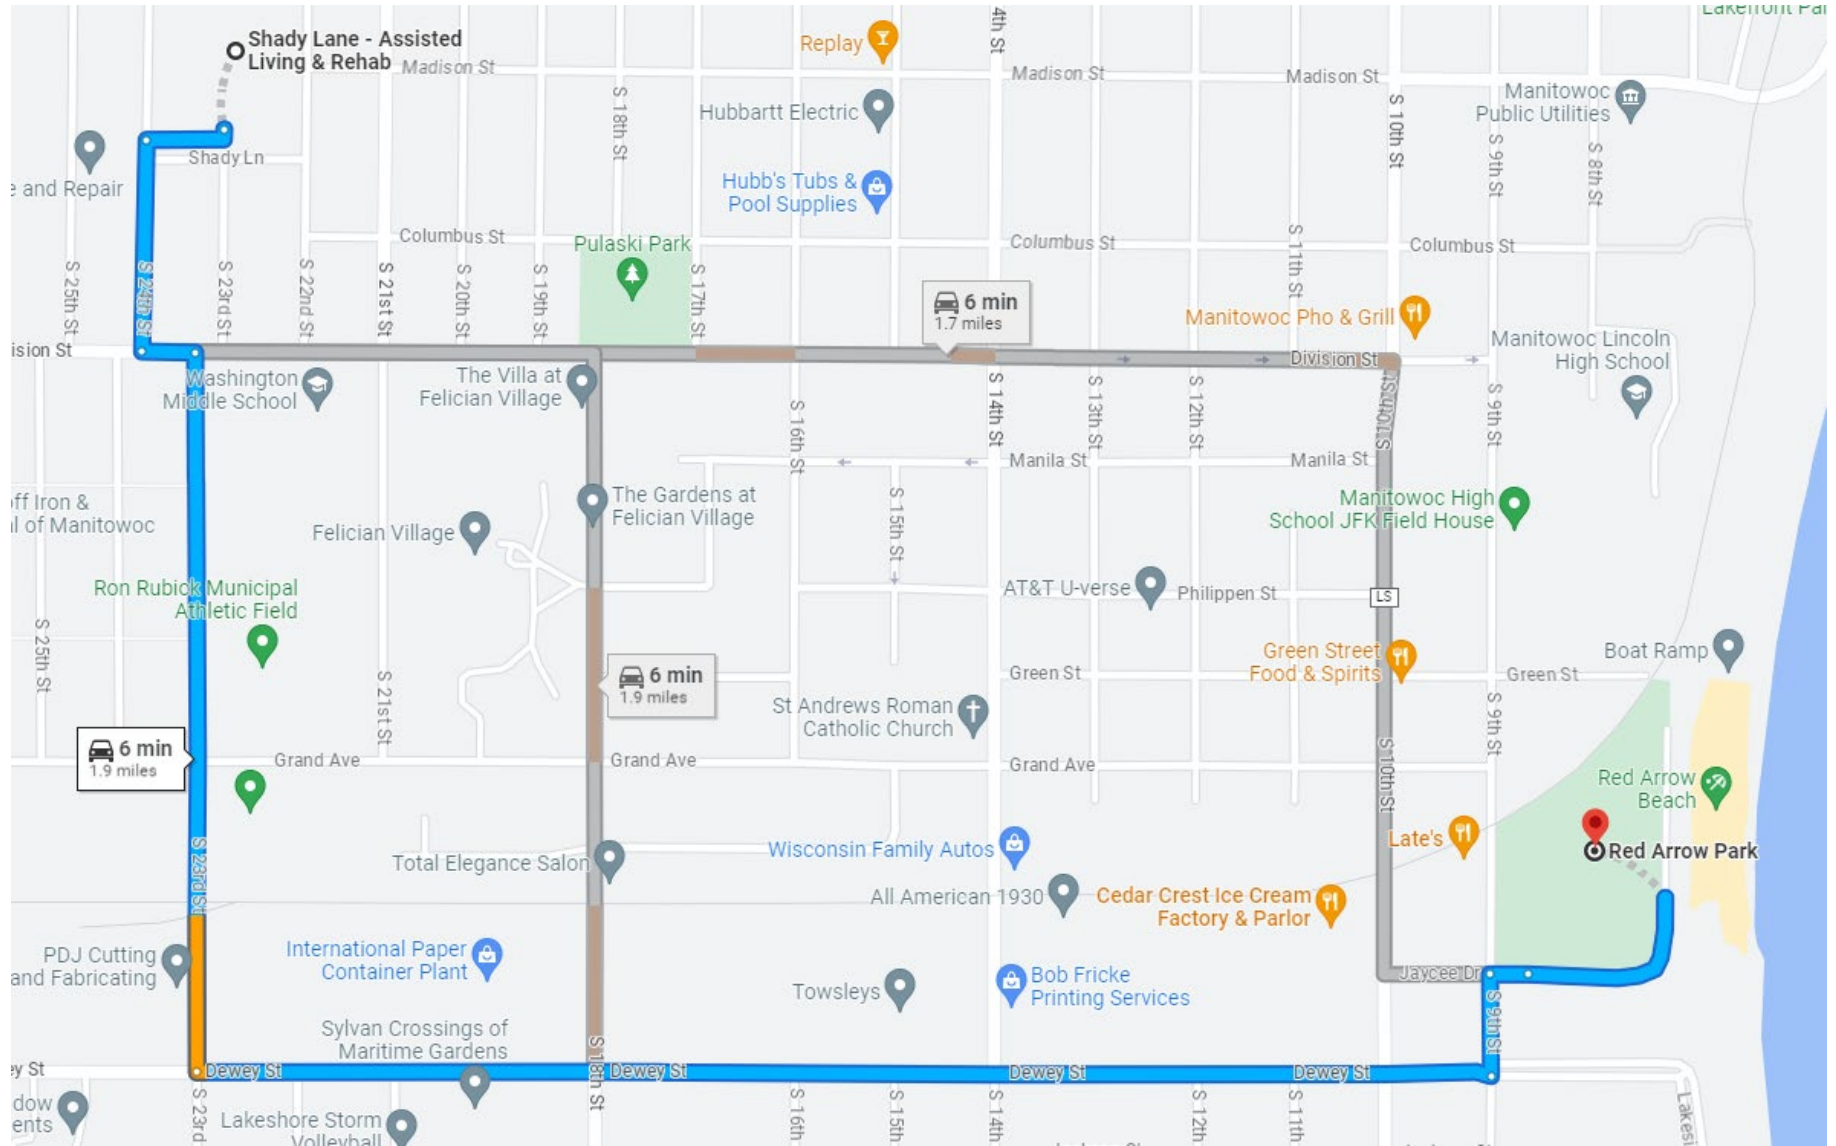 Lakefront Par
Shady Lane - Assisted
Living & Rehab
Madison St
Replay
4th St
Madison St
Madison St
Hubbartt Electric
S 18th St
S 10th St
Manitowoc
Public Utilities
Shady Ln
e and Repair
S 9th St
S 8th St
Hubb's Tubs &
Pool Supplies
Columbus St
Pulaski Park
Columbus St
Columbus St
S 25th St
S 24th St
S 23rd St
S 22nd St
S 21st St
S 20th St
S 19th St
S 17th St
S 11th St
6 min
1.7 miles
Manitowoc Pho & Grill
Manitowoc Lincoln
High School
ision St
Division St
Washington
Middle School
The Villa at
Felician Village
S 16th St
S 14th St
S 13th St
S 12th St
S 10th St
S 9th St
Manila St
Manila St
ff Iron &
l of Manitowoc
Felician Village
The Gardens at
Felician Village
S 15th St
Manitowoc High
School JFK Field House
Ron Rubick Municipal
Athletic Field
AT&T U-verse
Philippen St
LS
S 25th St
S 21st St
6 min
1.9 miles
Green St
Green Street
Food & Spirits
Green St
Boat Ramp
St Andrews Roman
Catholic Church
S 9th St
6 min
1.9 miles
Grand Ave
Grand Ave
Grand Ave
S 10th St
Red Arrow
Beach
S 23rd St
Total Elegance Salon
Wisconsin Family Autos
Late's
Red Arrow Park
All American 1930
Cedar Crest Ice Cream
Factory & Parlor
PDJ Cutting
and Fabricating
International Paper
Container Plant
Towsleys
Bob Fricke
Printing Services
Jaycee Dr
S 9th St
Sylvan Crossings of
Maritime Gardens
ey St
Dewey St
S 18th St
Dewey St
Dewey St
Dewey St
dow
ents
S 23rd
Lakeshore Storm
Volleyball
S 16th
S 15th
S 14th
S 12th
S 11th
Lakes